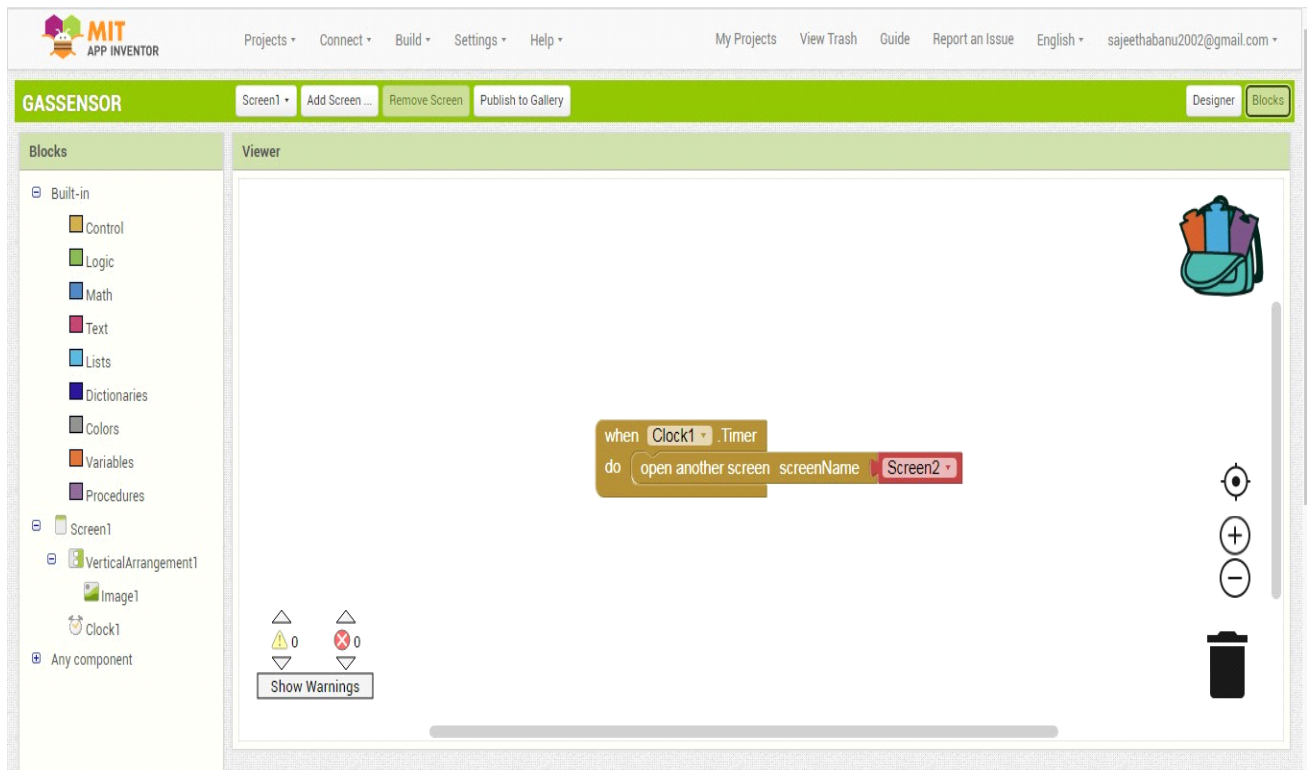 MIT
APP INVENTOR
Projects Connect Build Settings Help My Projects View Trash Guide Report an Issue English sajeethabanu2002@gmail.com
GASSENSOR Screen1 Add Screen ... Remove Screen Publish to Gallery Designer Blocks
Blocks Viewer
Built-in
Control
Logic
Math
Text
Lists
Dictionaries
Colors
Variables
Procedures
Screen1
VerticalArrangement1
Image1
Clock1
Any component
when Clock1 .Timer
do open another screen screenName Screen2
0 0
Show Warnings